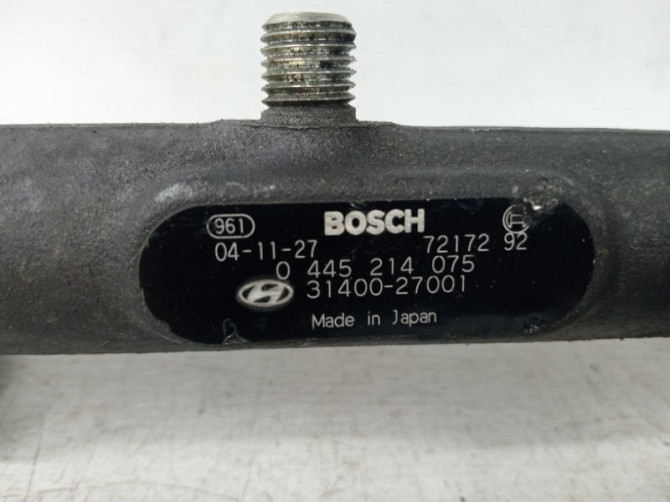 961 BOSCH
04-11-27 72172 92
0 445 214 075
31400-27001
Made in Japan